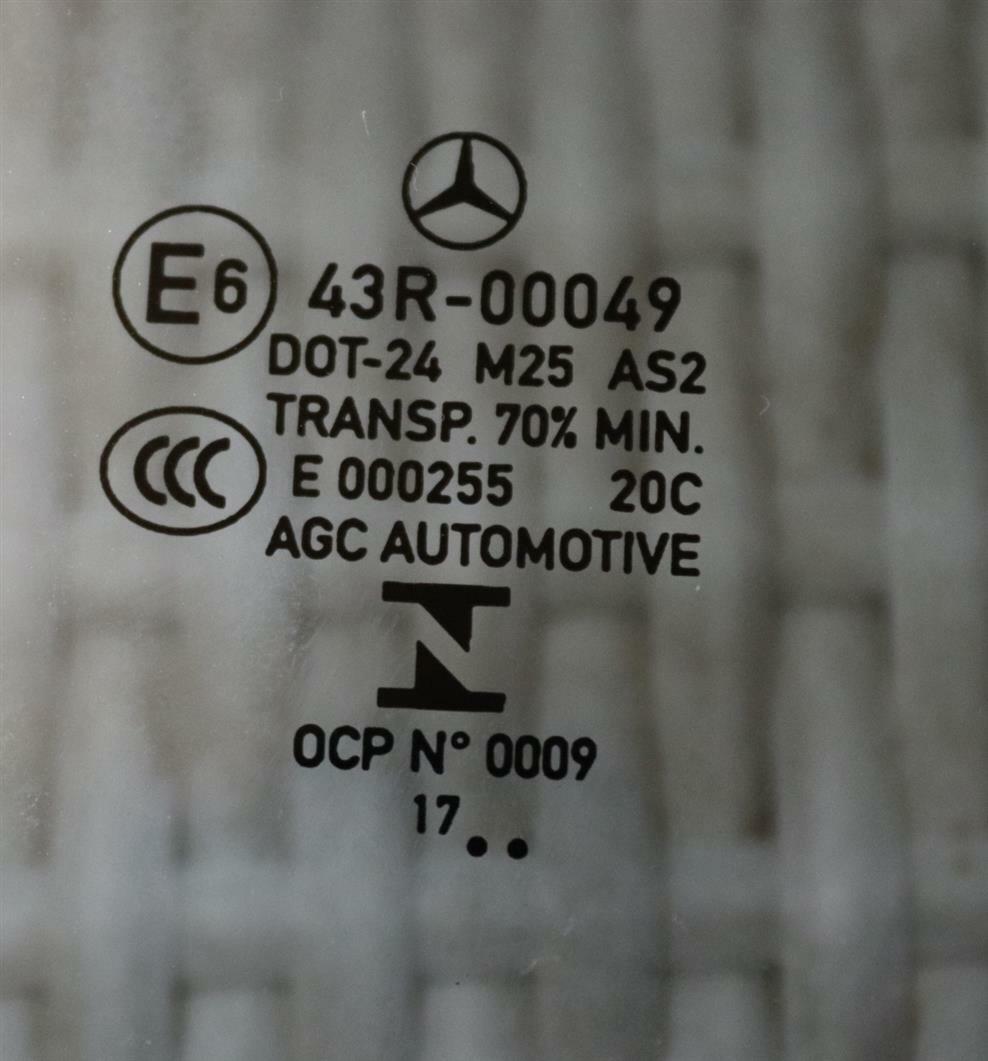 E6 43R-00049
DOT-24 M25 AS2
TRANSP. 70% MIN.
CCC E 000255 20C
AGC AUTOMOTIVE
N
OCP N° 0009
17..